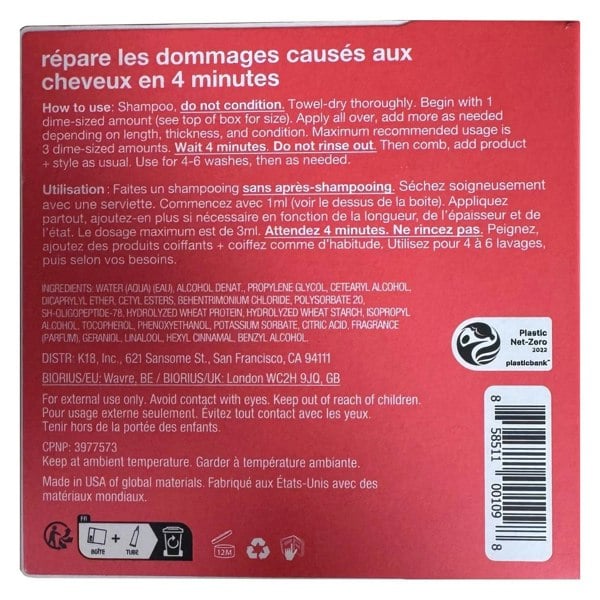 répare les dommages causés aux
cheveux en 4 minutes
How to use: Shampoo, do not condition. Towel-dry thoroughly. Begin with 1
dime-sized amount (see top of box for size). Apply all over, add more as needed
depending on length, thickness, and condition. Maximum recommended usage is
3 dime-sized amounts. Wait 4 minutes. Do not rinse out. Then comb, add product
+ style as usual. Use for 4-6 washes, then as needed.
Utilisation : Faites un shampooing sans après-shampooing. Séchez soigneusement
avec une serviette. Commencez avec 1ml (voir le dessus de la boite). Appliquez
partout, ajoutez-en plus si nécessaire en fonction de la longueur, de l'épaisseur et de
l'état. Le dosage maximum est de 3ml. Attendez 4 minutes. Ne rincez pas. Peignez,
ajoutez des produits coiffants + coiffez comme d'habitude. Utilisez pour 4 à 6 lavages,
puis selon vos besoins.
INGREDIENTS: WATER (AQUA) (EAU), ALCOHOL DENAT., PROPYLENE GLYCOL, CETEARYL ALCOHOL,
DICAPRYLYL ETHER, CETYL ESTERS, BEHENTRIMONIUM CHLORIDE, POLYSORBATE 20,
SH-OLIGOPEPTIDE-78, HYDROLYZED WHEAT PROTEIN, HYDROLYZED WHEAT STARCH, ISOPROPYL
ALCOHOL, TOCOPHEROL, PHENOXYETHANOL, POTASSIUM SORBATE, CITRIC ACID, FRAGRANCE
(PARFUM), GERANIOL, LINALOOL, HEXYL CINNAMAL, BENZYL ALCOHOL.
DISTR: K18, Inc., 621 Sansome St., San Francisco, CA 94111
BIORIUS/EU: Wavre, BE / BIORIUS/UK: London WC2H 9JQ, GB
Plastic
Net-Zero
2022
plasticbank
For external use only. Avoid contact with eyes. Keep out of reach of children.
Pour usage externe seulement. Évitez tout contact avec les yeux.
Tenir hors de la portée des enfants.
CPNP: 3977573
Keep at ambient temperature. Garder à température ambiante.
Made in USA of global materials. Fabriqué aux États-Unis avec des
matériaux mondiaux.
8 58511 00109 8
FR
BOÎTE + TUBE
12M